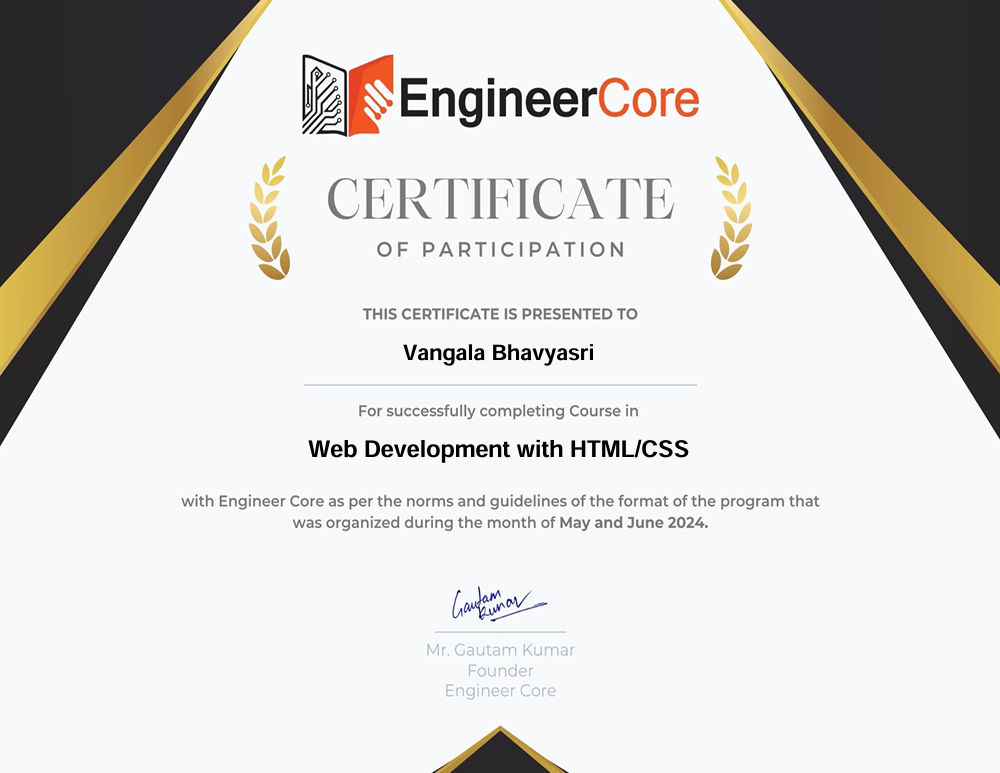 EngineerCore
CERTIFICATE
OF PARTICIPATION
THIS CERTIFICATE IS PRESENTED TO
Vangala Bhavyasri
For successfully completing Course in
Web Development with HTML/CSS
with Engineer Core as per the norms and guidelines of the format of the program that
was organized during the month of May and June 2024.
Gautam
Kumar
Mr. Gautam Kumar
Founder
Engineer Core